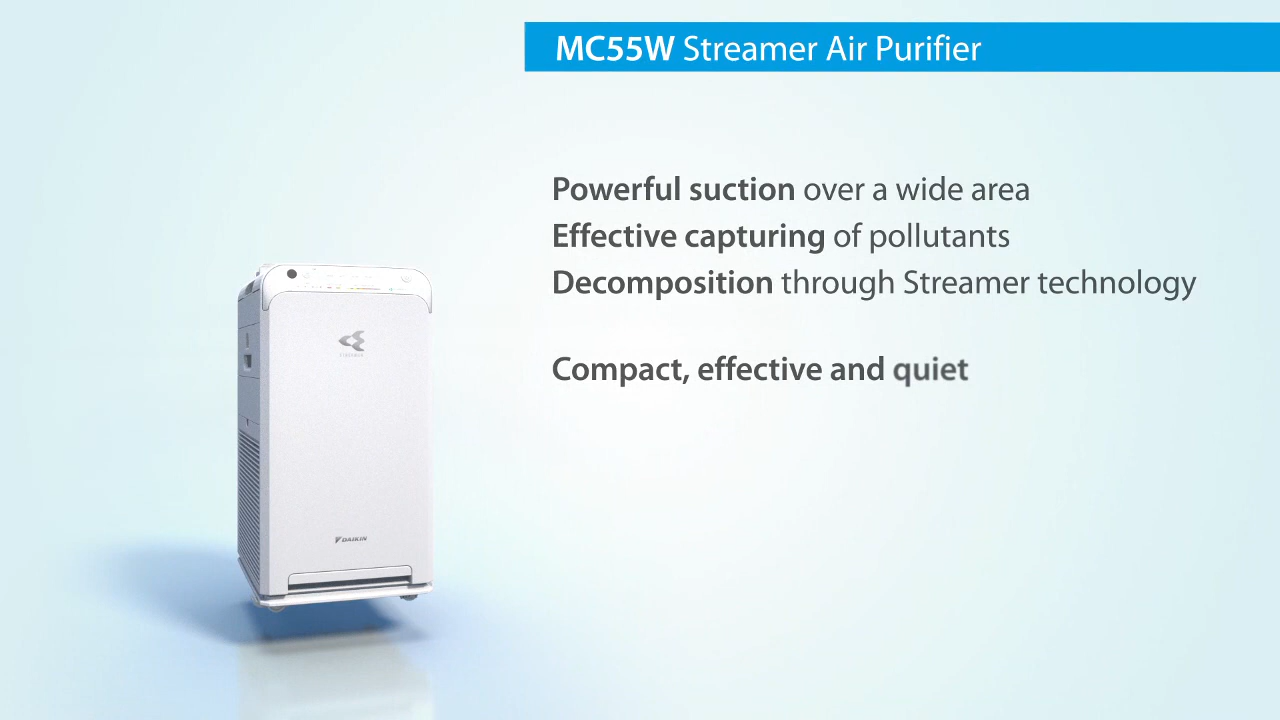 MC55W Streamer Air Purifier
Powerful suction over a wide area
Effective capturing of pollutants
Decomposition through Streamer technology
Compact, effective and quiet
DAIKIN